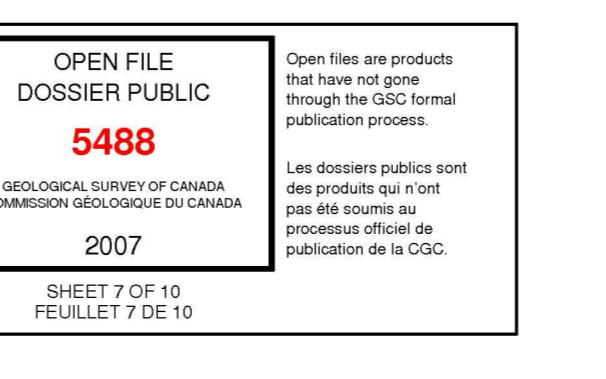 OPEN FILE
DOSSIER PUBLIC
5488
GEOLOGICAL SURVEY OF CANADA
GÉOLOGIQUE DU CANADA
2007
SHEET 7 OF 10
FEUILLET 7 DE 10
Open files are products
that have not gone
through the GSC formal
publication process.
Les dossiers publics sont
des produits qui n'ont
pas été soumis au
processus officiel de
publication de la CGC.